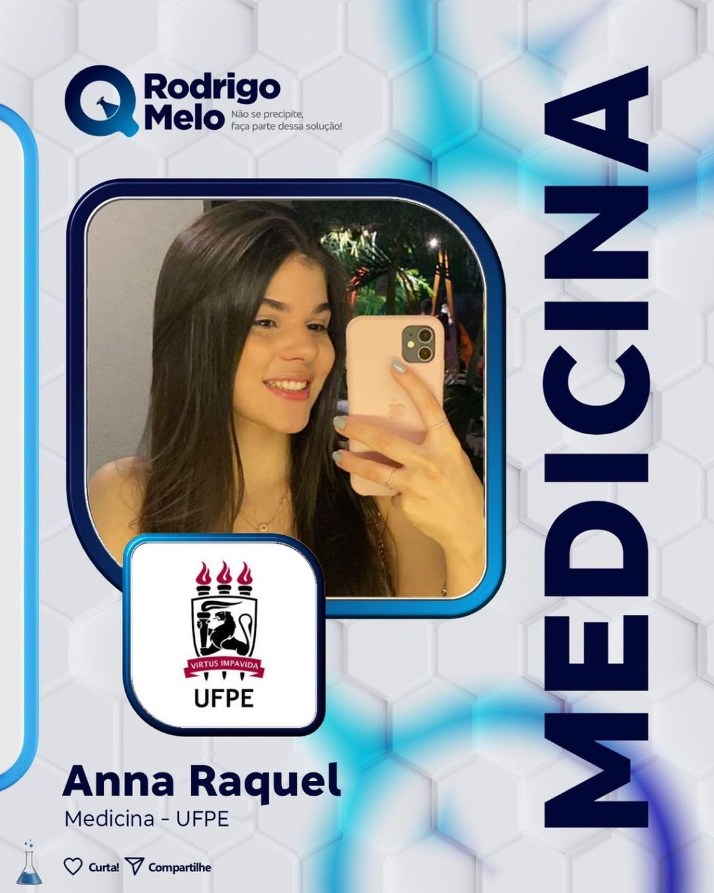 Rodrigo
Melo
Não se precipite,
faça parte dessa solução!
MEDICINA
VIRTUS IMPAVIDA
UFPE
Anna Raquel
Medicina - UFPE
Curta! Compartilhe